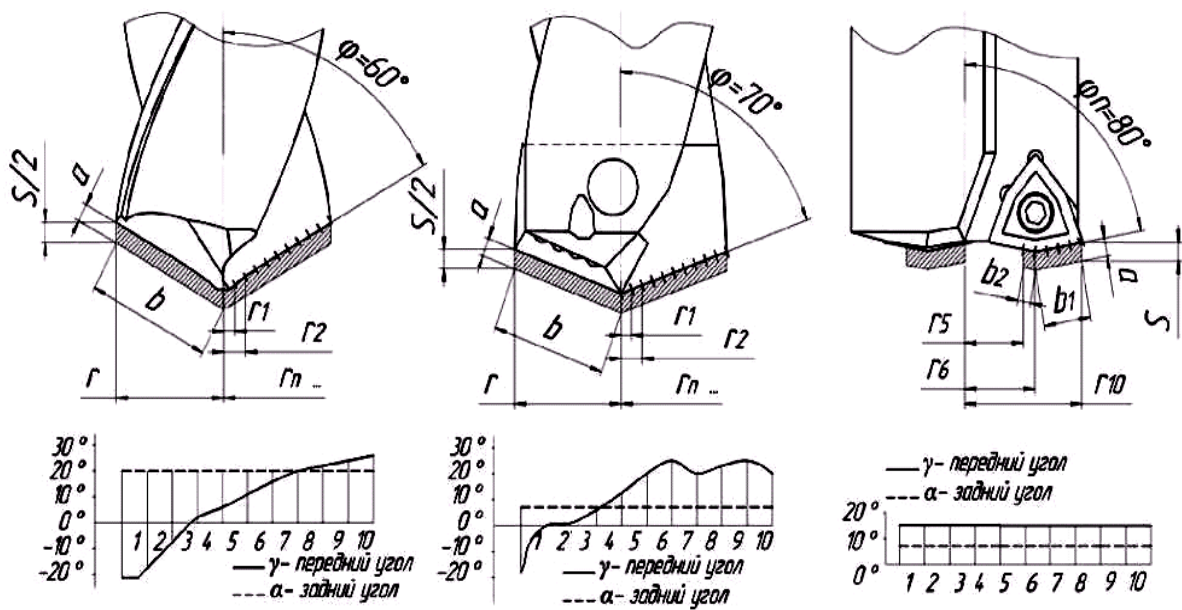 φ=60°
S/2
a
b
r1
r2
r
rn ...
φ=70°
S/2
a
b
r1
r2
r
rn ...
φn=80°
a
S
b2
b1
r5
r6
r10
30°
20°
10°
0°
-10°
-20°
1 2 3 4 5 6 7 8 9 10
γ- передний угол
α- задний угол
30°
20°
10°
0°
-10°
-20°
1 2 3 4 5 6 7 8 9 10
γ- передний угол
α- задний угол
γ- передний угол
α- задний угол
20°
10°
0°
1 2 3 4 5 6 7 8 9 10